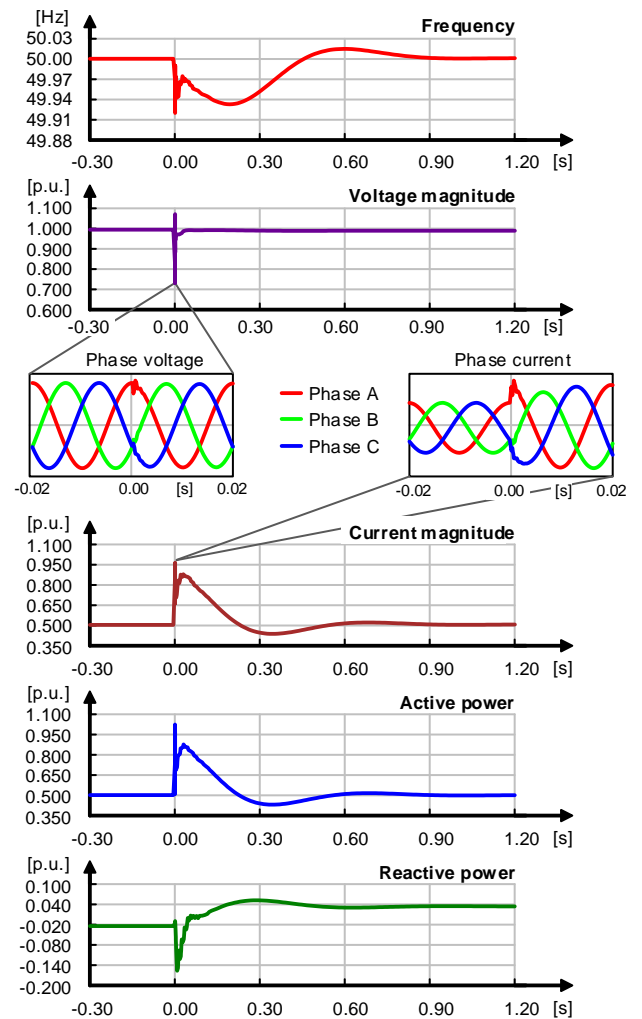 [Hz]
Frequency
50.03
50.00
49.97
49.94
49.91
49.88
-0.30 0.00 0.30 0.60 0.90 1.20 [s]
[p.u.]
Voltage magnitude
1.100
1.000
0.900
0.800
0.700
0.600
-0.30 0.00 0.30 0.60 0.90 1.20 [s]
Phase voltage
Phase current
Phase A
Phase B
Phase C
-0.02 0.00 [s] 0.02
-0.02 0.00 [s] 0.02
[p.u.]
Current magnitude
1.100
0.950
0.800
0.650
0.500
0.350
-0.30 0.00 0.30 0.60 0.90 1.20 [s]
[p.u.]
Active power
1.100
0.950
0.800
0.650
0.500
0.350
-0.30 0.00 0.30 0.60 0.90 1.20 [s]
[p.u.]
Reactive power
0.100
0.040
-0.020
-0.080
-0.140
-0.200
-0.30 0.00 0.30 0.60 0.90 1.20 [s]